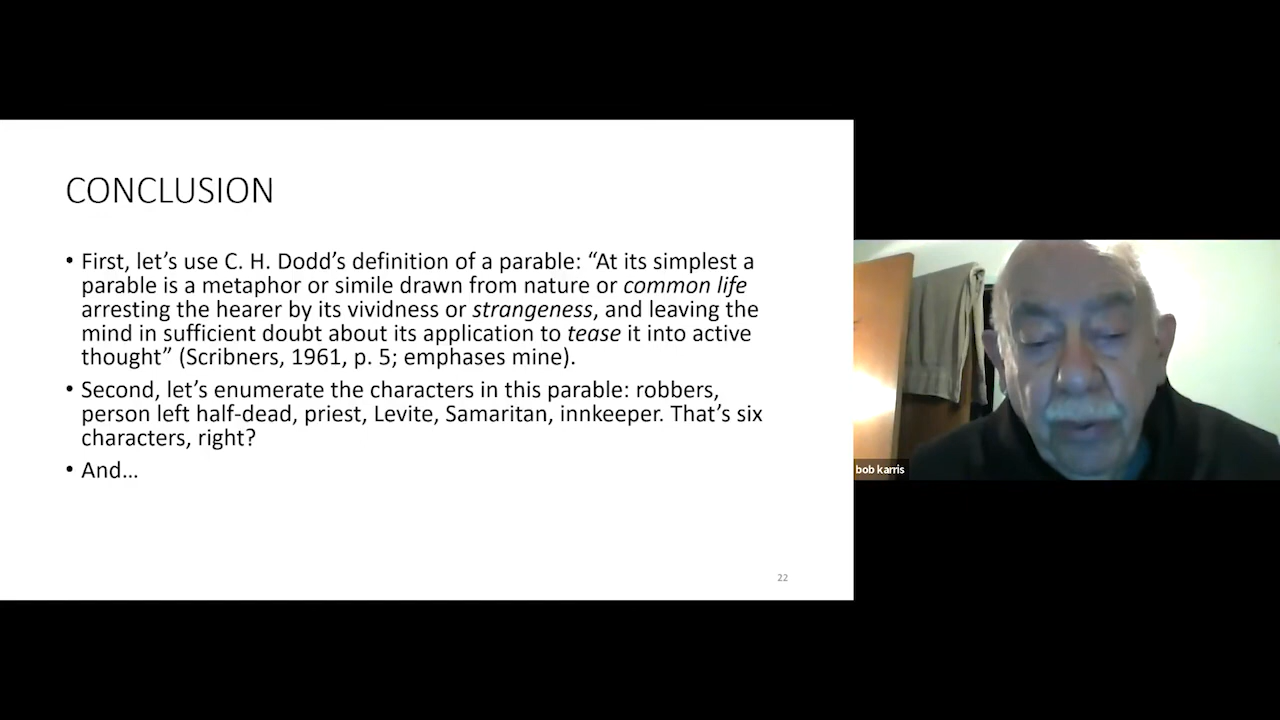 CONCLUSION
• First, let’s use C. H. Dodd’s definition of a parable: “At its simplest a
parable is a metaphor or simile drawn from nature or common life
arresting the hearer by its vividness or strangeness, and leaving the
mind in sufficient doubt about its application to tease it into active
thought” (Scribners, 1961, p. 5; emphases mine).
• Second, let’s enumerate the characters in this parable: robbers,
person left half-dead, priest, Levite, Samaritan, innkeeper. That’s six
characters, right?
• And…
22
bob karris